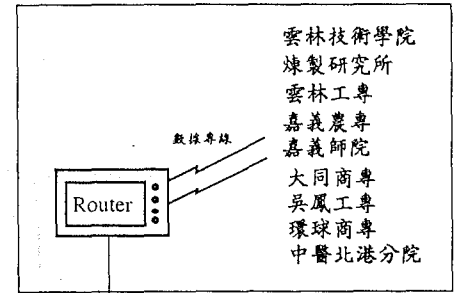 雲林技術學院
煉製研究所
雲林工專
嘉義農專
嘉義師院
大同商專
吳鳳工專
環球商專
中醫北港分院
數據專線
Router